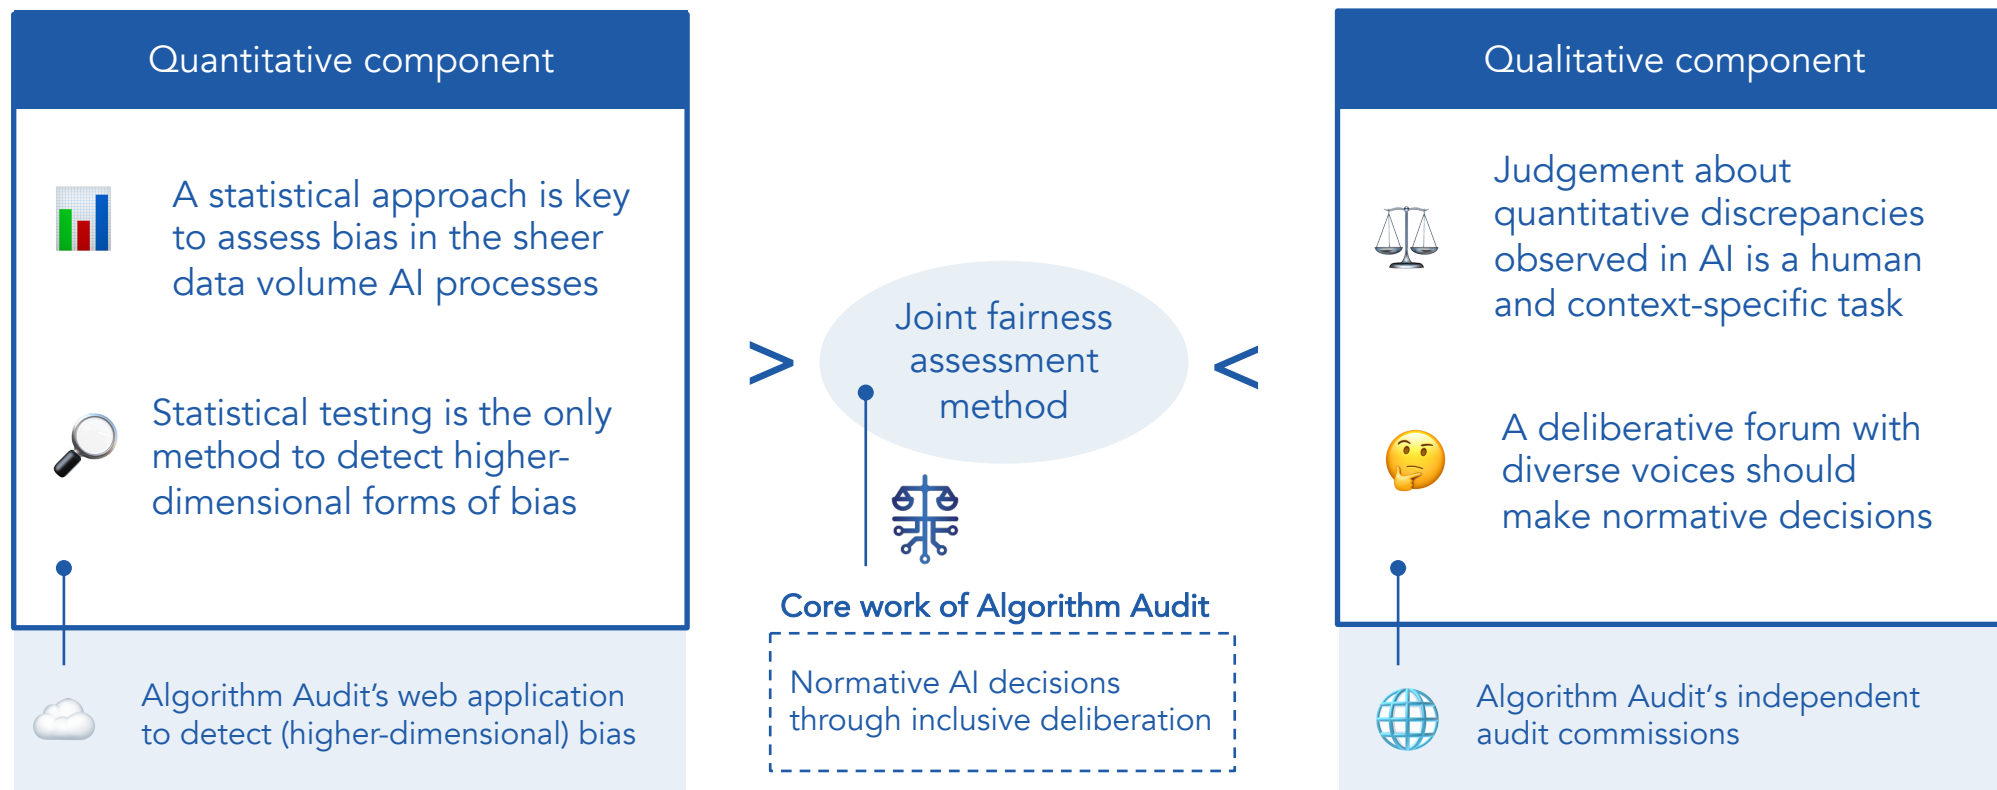 Quantitative component
A statistical approach is key
to assess bias in the sheer
data volume AI processes
Statistical testing is the only
method to detect higher-
dimensional forms of bias
Algorithm Audit’s web application
to detect (higher-dimensional) bias
>
Joint fairness
assessment
method
<
Core work of Algorithm Audit
Normative AI decisions
through inclusive deliberation
Qualitative component
Judgement about
quantitative discrepancies
observed in AI is a human
and context-specific task
A deliberative forum with
diverse voices should
make normative decisions
Algorithm Audit’s independent
audit commissions